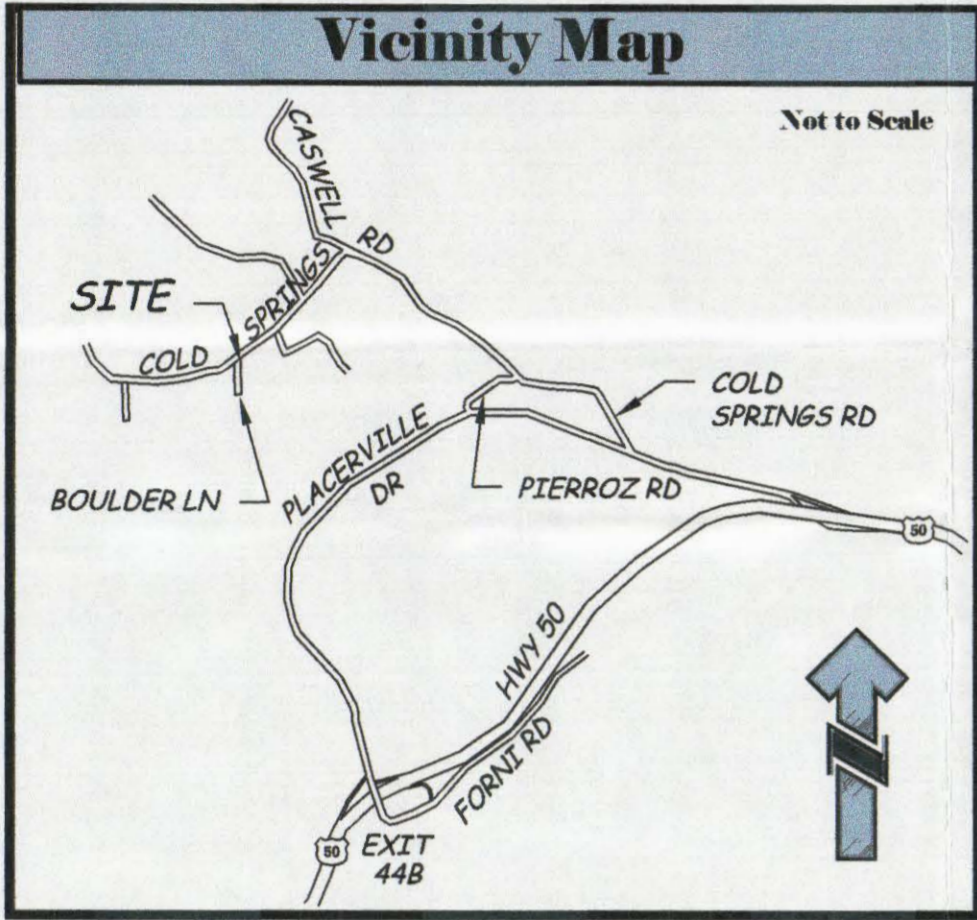 Vicinity Map
Not to Scale
CASWELL RD
SITE
COLD SPRINGS
COLD
SPRINGS RD
BOULDER LN
PLACERVILLE
DR
PIERROZ RD
50
HWY 50
FORNI RD
N
50
EXIT
44B